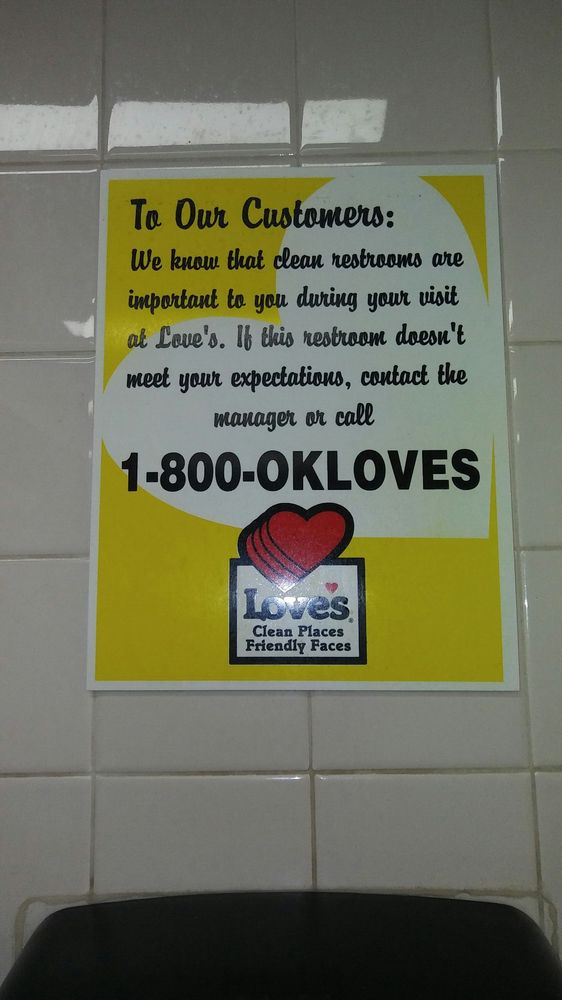 To Our Customers:
We know that clean restrooms are
important to you during your visit
at Love's. If this restroom doesn't
meet your expectations, contact the
manager or call
1-800-OKLOVES
Love's®
Clean Places
Friendly Faces